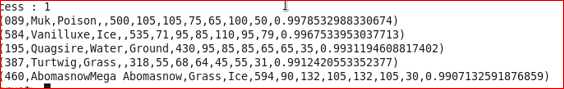 cess : 1
(089,Muk,Poison,,500,105,105,75,65,100,50,0.9978532988330674)
(584,Vanilluxe,Ice,,535,71,95,85,110,95,79,0.9967533953037713)
(195,Quagsire,Water,Ground,430,95,85,85,65,65,35,0.9931194608817402)
(387,Turtwig,Grass,,318,55,68,64,45,55,31,0.9912420553352377)
(460,AbomasnowMega Abomasnow,Grass,Ice,594,90,132,105,132,105,30,0.9907132591876859)